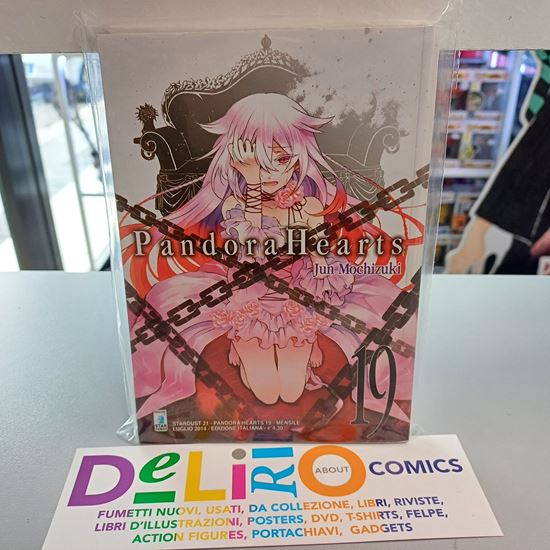 PandoraHearts
Jun Mochizuki
19
STAR
STARDUST 21 - PANDORA HEARTS 19 - MENSILE
LUGLIO 2014 - EDIZIONE ITALIANA - € 4,30
DeLiRiO ABOUT COMICS
FUMETTI NUOVI, USATI, DA COLLEZIONE, LIBRI, RIVISTE,
LIBRI D'ILLUSTRAZIONI, POSTERS, DVD, T-SHIRTS, FELPE,
ACTION FIGURES, PORTACHIAVI, GADGETS